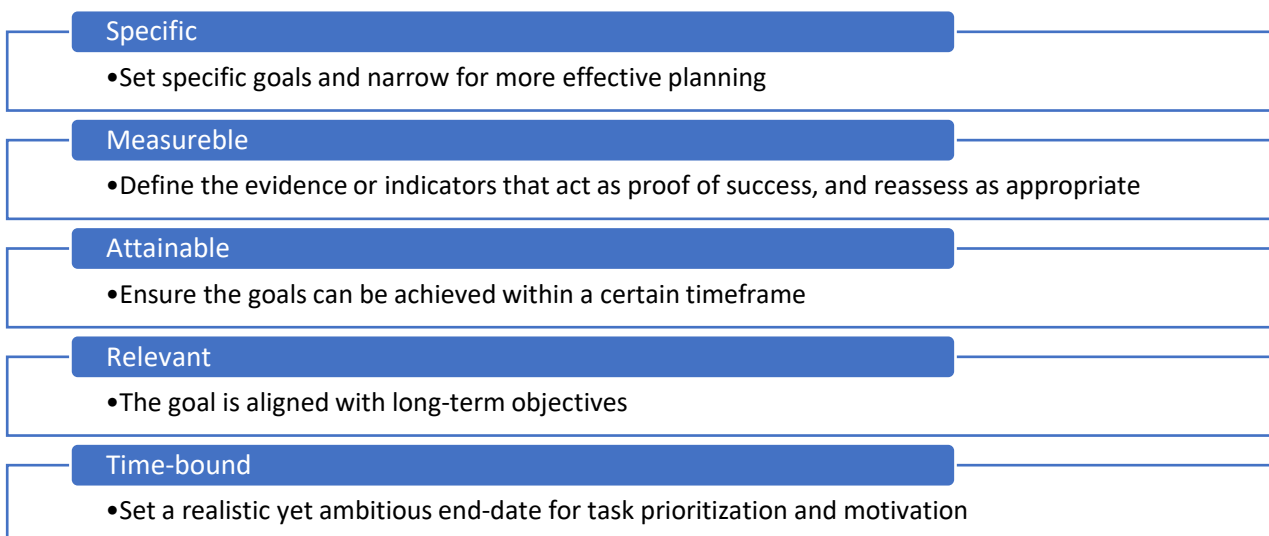 Specific
•Set specific goals and narrow for more effective planning
Measureble
•Define the evidence or indicators that act as proof of success, and reassess as appropriate
Attainable
•Ensure the goals can be achieved within a certain timeframe
Relevant
•The goal is aligned with long-term objectives
Time-bound
•Set a realistic yet ambitious end-date for task prioritization and motivation